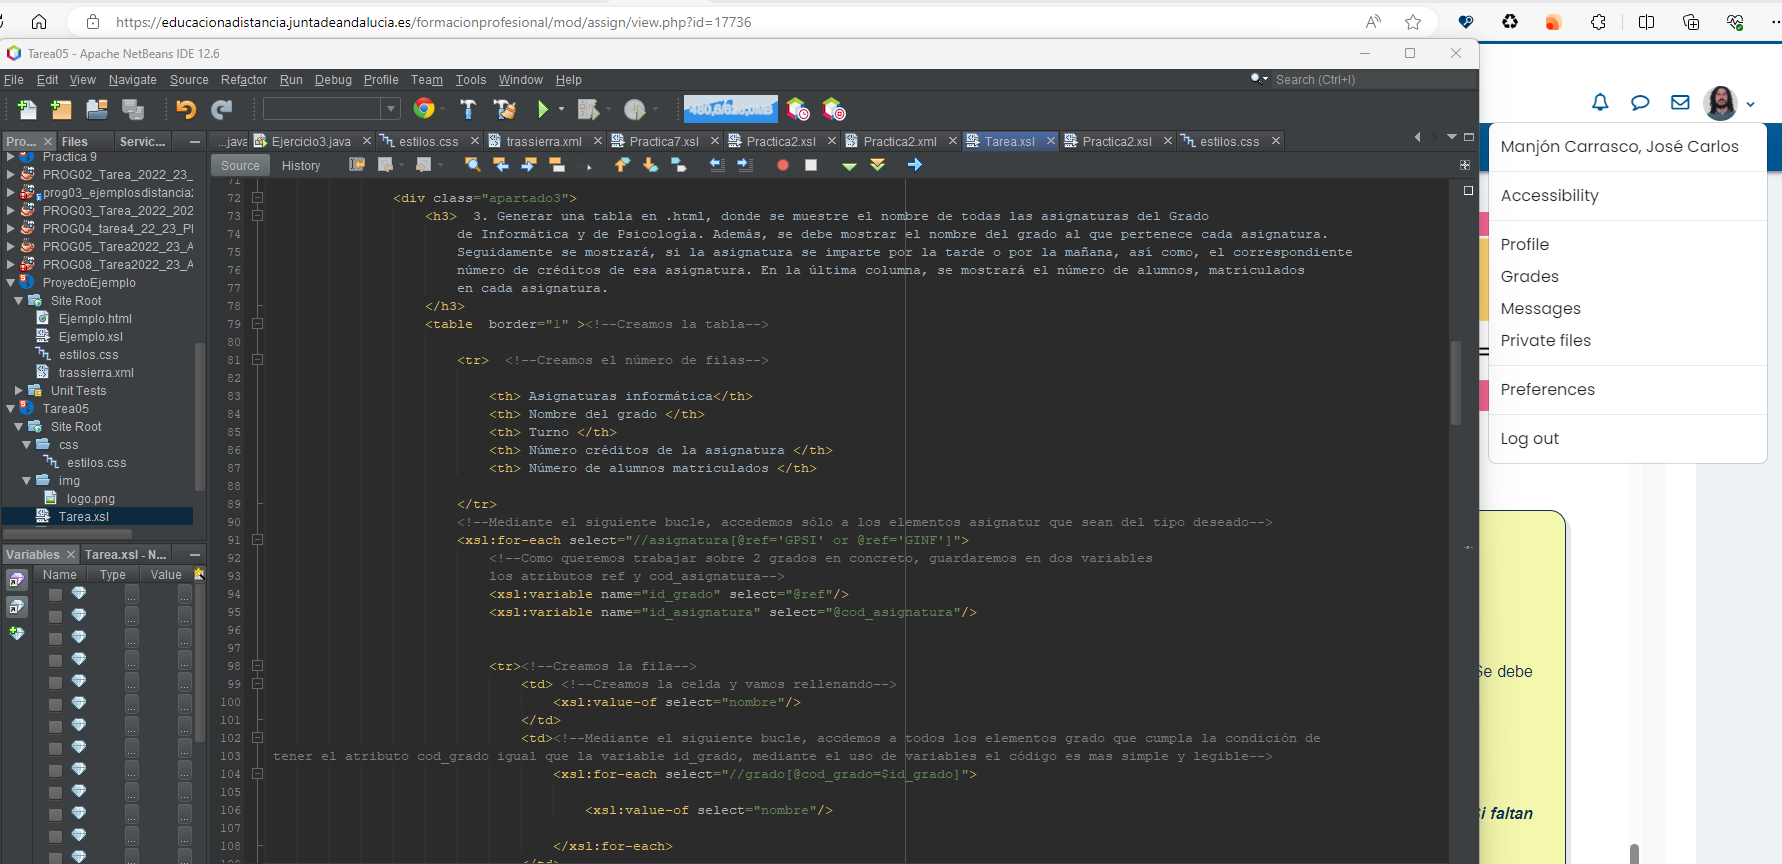 https://educacionadistancia.juntadeandalucia.es/formacionprofesional/mod/assign/view.php?id=17736
Tarea05 - Apache NetBeans IDE 12.6
File Edit View Navigate Source Refactor Run Debug Profile Team Tools Window Help
Search (Ctrl+I)
Pro... Files Servic...
...java Ejercicio3.java estilos.css trassierra.xml Practica7.xsl Practica2.xsl Practica2.xml Tarea.xsl Practica2.xsl estilos.css
Source History
Practica 9
PROG02_Tarea_2022_23_
prog03_ejemplosdistancia:
PROG03_Tarea_2022_202
PROG04_tarea4_22_23_Pl
PROG05_Tarea2022_23_A
PROG08_Tarea2022_23_A
ProyectoEjemplo
Site Root
Ejemplo.html
Ejemplo.xsl
estilos.css
trassierra.xml
Unit Tests
Tarea05
Site Root
css
estilos.css
img
logo.png
Tarea.xsl
Variables Tarea.xsl - N...
Name Type Value
71
72 <div class="apartado3">
73 <h3> 3. Generar una tabla en .html, donde se muestre el nombre de todas las asignaturas del Grado
74 de Informática y de Psicología. Además, se debe mostrar el nombre del grado al que pertenece cada asignatura.
75 Seguidamente se mostrará, si la asignatura se imparte por la tarde o por la mañana, así como, el correspondiente
76 número de créditos de esa asignatura. En la última columna, se mostrará el número de alumnos, matriculados
77 en cada asignatura.
78 </h3>
79 <table border="1" ><!--Creamos la tabla-->
80
81 <tr> <!--Creamos el número de filas-->
82
83 <th> Asignaturas informática</th>
84 <th> Nombre del grado </th>
85 <th> Turno </th>
86 <th> Número créditos de la asignatura </th>
87 <th> Número de alumnos matriculados </th>
88
89 </tr>
90 <!--Mediante el siguiente bucle, accedemos sólo a los elementos asignatur que sean del tipo deseado-->
91 <xsl:for-each select="//asignatura[@ref='GPSI' or @ref='GINF']">
92 <!--Como queremos trabajar sobre 2 grados en concreto, guardaremos en dos variables
93 los atributos ref y cod_asignatura-->
94 <xsl:variable name="id_grado" select="@ref"/>
95 <xsl:variable name="id_asignatura" select="@cod_asignatura"/>
96
97
98 <tr><!--Creamos la fila-->
99 <td> <!--Creamos la celda y vamos rellenando-->
100 <xsl:value-of select="nombre"/>
101 </td>
102 <td><!--Mediante el siguiente bucle, accdemos a todos los elementos grado que cumpla la condición de
103 tener el atributo cod_grado igual que la variable id_grado, mediante el uso de variables el código es mas simple y legible-->
104 <xsl:for-each select="//grado[@cod_grado=$id_grado]">
105
106 <xsl:value-of select="nombre"/>
107
108 </xsl:for-each>
Manjón Carrasco, José Carlos
Accessibility
Profile
Grades
Messages
Private files
Preferences
Log out
Se debe
Si faltan